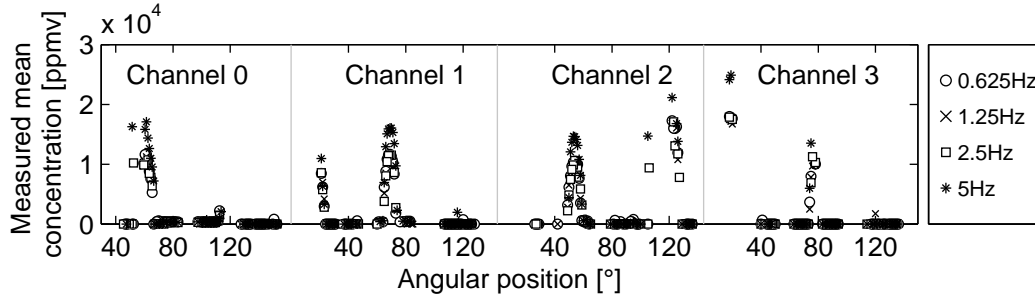 x 10⁴
3
2
1
0
Measured mean
concentration [ppmv]
Channel 0
Channel 1
Channel 2
Channel 3
40 80 120 40 80 120 40 80 120 40 80 120
Angular position [°]
0.625Hz
1.25Hz
2.5Hz
5Hz